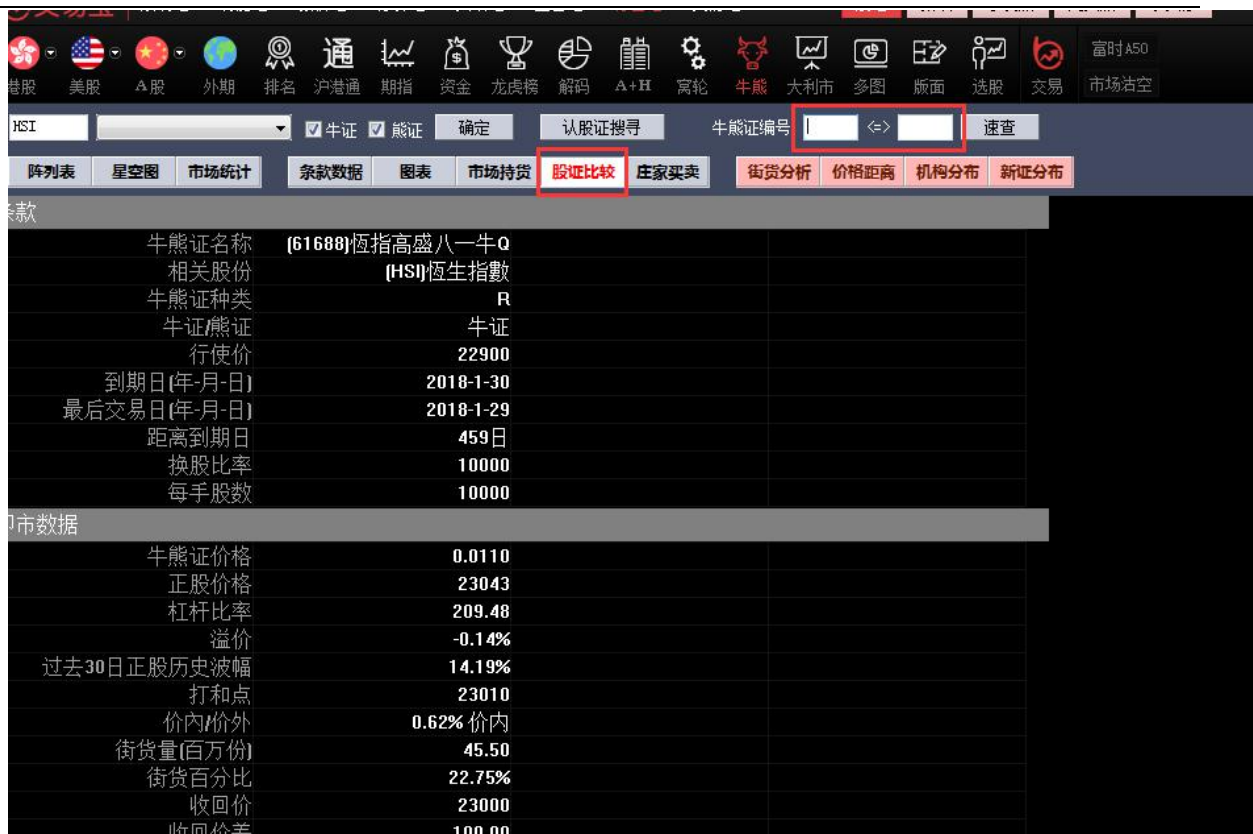 港股 美股 A股 外期 排名 沪港通 期指 资金 龙虎榜 解码 A+H 窝轮 牛熊 大利市 多图 版面 选股 交易 富时A50
市场沽空
HSI 牛证 熊证 确定 认股证搜寻 牛熊证编号 <=> 速查
阵列表 星空图 市场统计 条款数据 图表 市场持货 股证比较 庄家买卖 街货分析 价格距离 机构分布 新证分布
条款
牛熊证名称 (61688)恆指高盛八一牛Q
相关股份 (HSI)恆生指數
牛熊证种类 R
牛证/熊证 牛证
行使价 22900
到期日(年-月-日) 2018-1-30
最后交易日(年-月-日) 2018-1-29
距离到期日 459日
换股比率 10000
每手股数 10000
即市数据
牛熊证价格 0.0110
正股价格 23043
杠杆比率 209.48
溢价 -0.14%
过去30日正股历史波幅 14.19%
打和点 23010
价内/价外 0.62% 价内
街货量(百万份) 45.50
街货百分比 22.75%
收回价 23000
收回价差 100.00